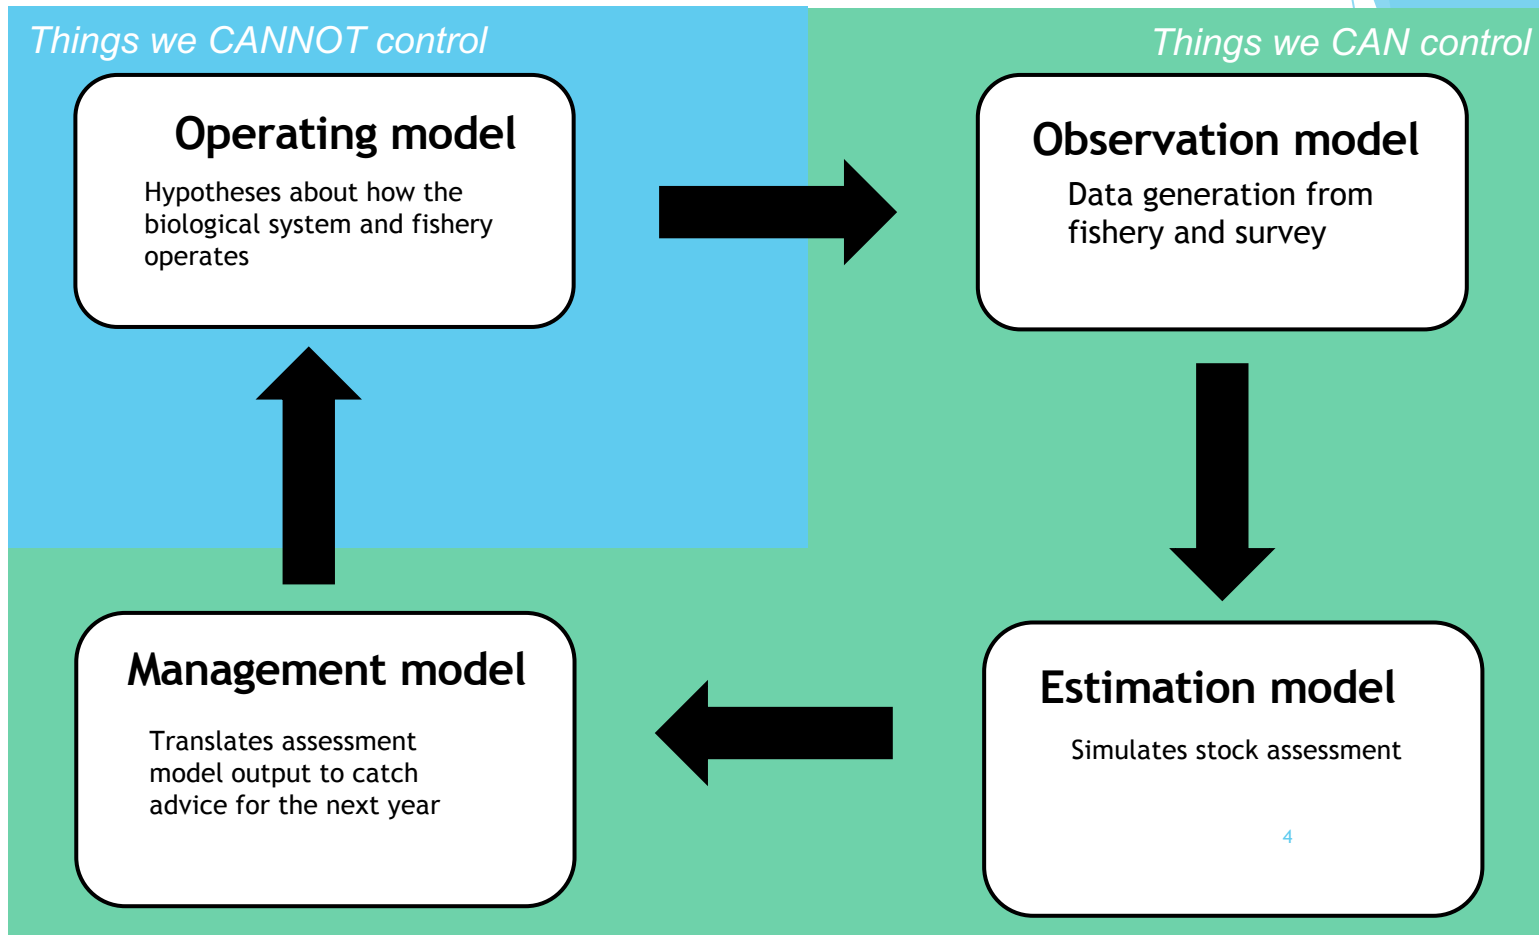 Things we CANNOT control
Things we CAN control
Operating model
Hypotheses about how the
biological system and fishery
operates
Observation model
Data generation from
fishery and survey
Management model
Translates assessment
model output to catch
advice for the next year
Estimation model
Simulates stock assessment
4